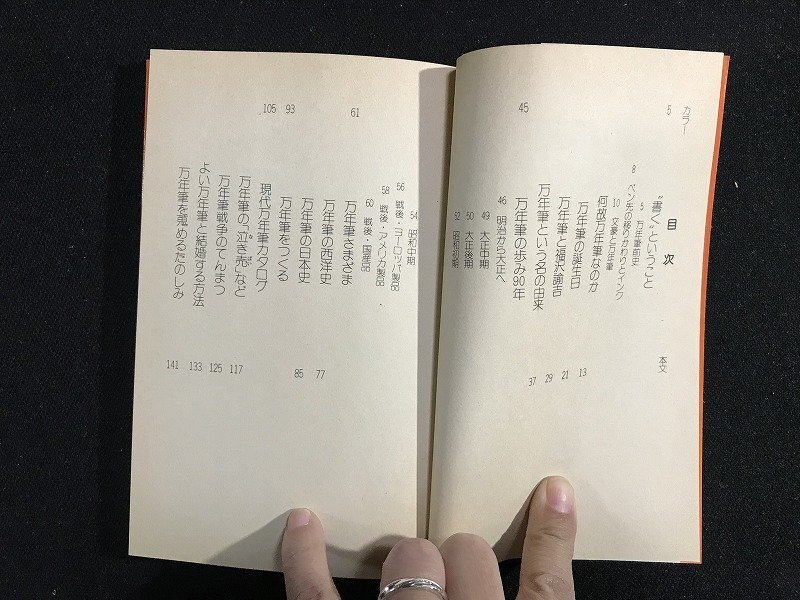 目次
カラー 本文
5 “書く”ということ
5 万年筆前史
8 ペン先の移りかわりとインク
10 文豪と万年筆
何故万年筆なのか 13
万年筆の誕生日 21
万年筆と福沢諭吉 29
万年筆という名の由来 37
45 万年筆の歩み90年
46 明治から大正へ
49 大正中期
50 大正後期
52 昭和初期
54 昭和中期
56 戦後・ヨーロッパ製品
58 戦後・アメリカ製品
60 戦後・国産品
61 万年筆さまざま
万年筆の西洋史 77
万年筆の日本史 85
93 万年筆をつくる
105 現代万年筆カタログ
万年筆の「泣き売」など 117
万年筆戦争のてんまつ 125
よい万年筆と結婚する方法 133
万年筆を蒐めるたのしみ 141